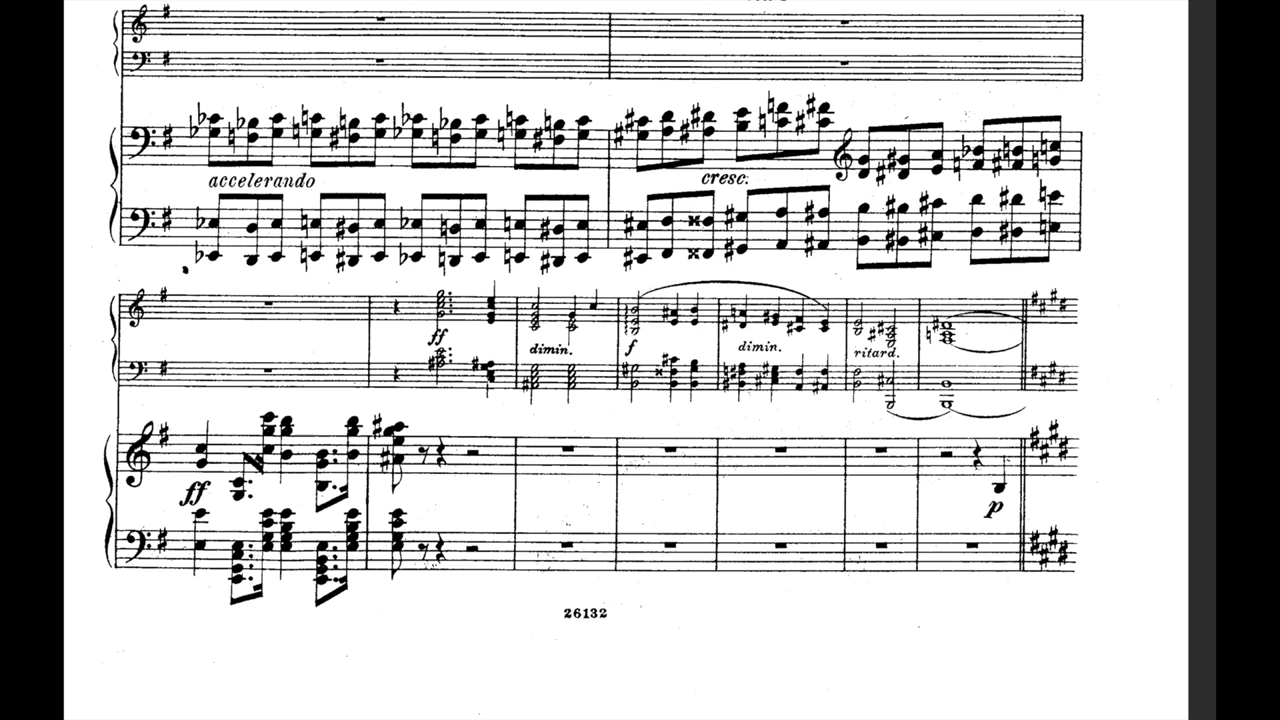 accelerando
cresc.
ff
dimin.
f
dimin.
ritard.
ff
p
26132